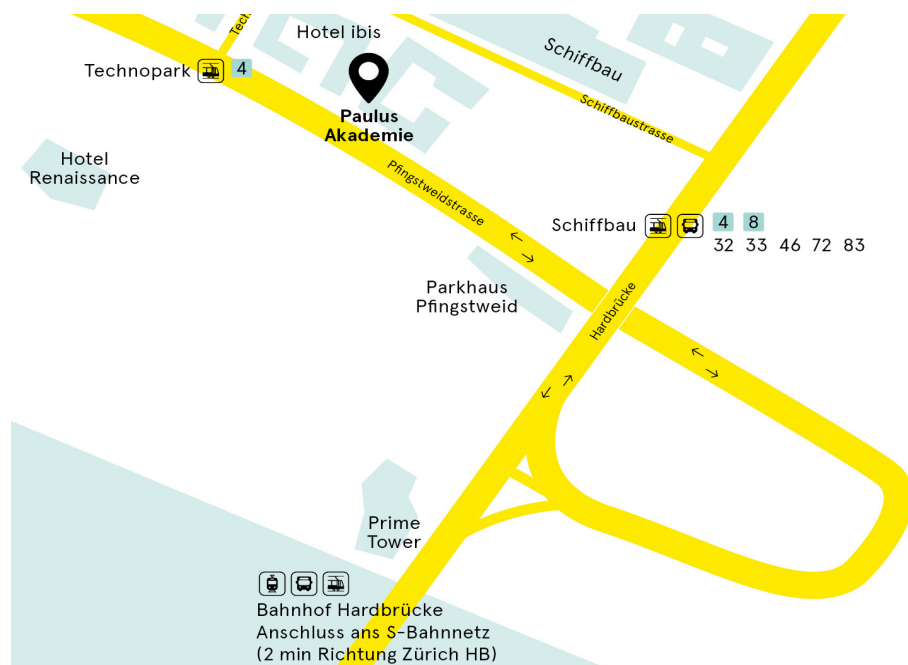 Tec
Hotel ibis
Technopark 4
Schiffbau
Paulus
Akademie
Schiffbaustrasse
Hotel
Renaissance
Pfingstweidstrasse
Schiffbau 4 8
32 33 46 72 83
Parkhaus
Pfingstweid
Hardbrücke
Prime
Tower
Bahnhof Hardbrücke
Anschluss ans S-Bahnnetz
(2 min Richtung Zürich HB)